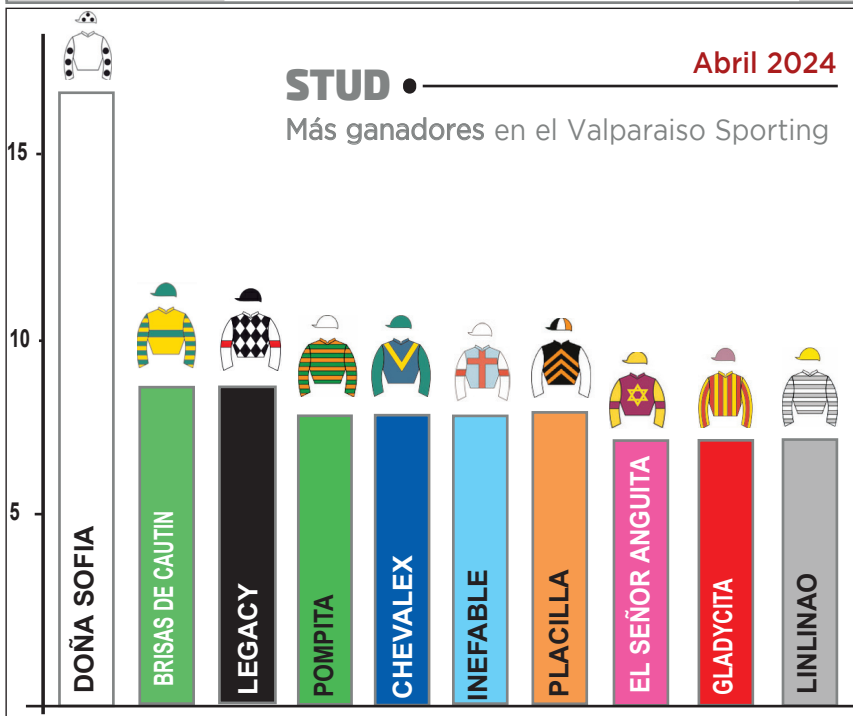 Abril 2024
STUD
Más ganadores en el Valparaiso Sporting
15
10
5
DOÑA SOFIA
BRISAS DE CAUTIN
LEGACY
POMPITA
CHEVALEX
INEFABLE
PLACILLA
EL SEÑOR ANGUITA
GLADYCITA
LINLINAO